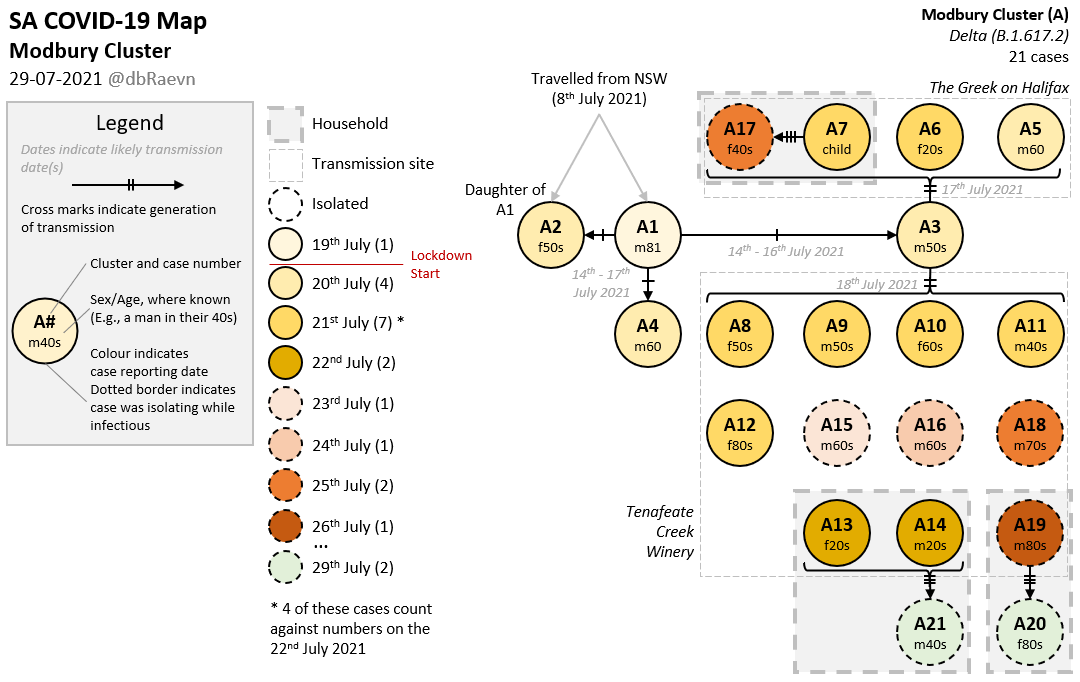 SA COVID-19 Map
Modbury Cluster
29-07-2021 @dbRaevn
Legend
Dates indicate likely transmission
date(s)
Cross marks indicate generation
of transmission
Cluster and case number
Sex/Age, where known
(E.g., a man in their 40s)
A#
m40s
Colour indicates
case reporting date
Dotted border indicates
case was isolating while
infectious
Household
Transmission site
Isolated
19th July (1)
Lockdown
Start
20th July (4)
21st July (7) *
22nd July (2)
23rd July (1)
24th July (1)
25th July (2)
26th July (1)
...
29th July (2)
* 4 of these cases count
against numbers on the
22nd July 2021
Modbury Cluster (A)
Delta (B.1.617.2)
21 cases
Travelled from NSW
(8th July 2021)
The Greek on Halifax
A17
f40s
A7
child
A6
f20s
A5
m60
17th July 2021
Daughter of
A1
A2
f50s
A1
m81
A3
m50s
14th - 16th July 2021
14th - 17th
July 2021
18th July 2021
A4
m60
A8
f50s
A9
m50s
A10
f60s
A11
m40s
A12
f80s
A15
m60s
A16
m60s
A18
m70s
Tenafeate
Creek
Winery
A13
f20s
A14
m20s
A19
m80s
A21
m40s
A20
f80s